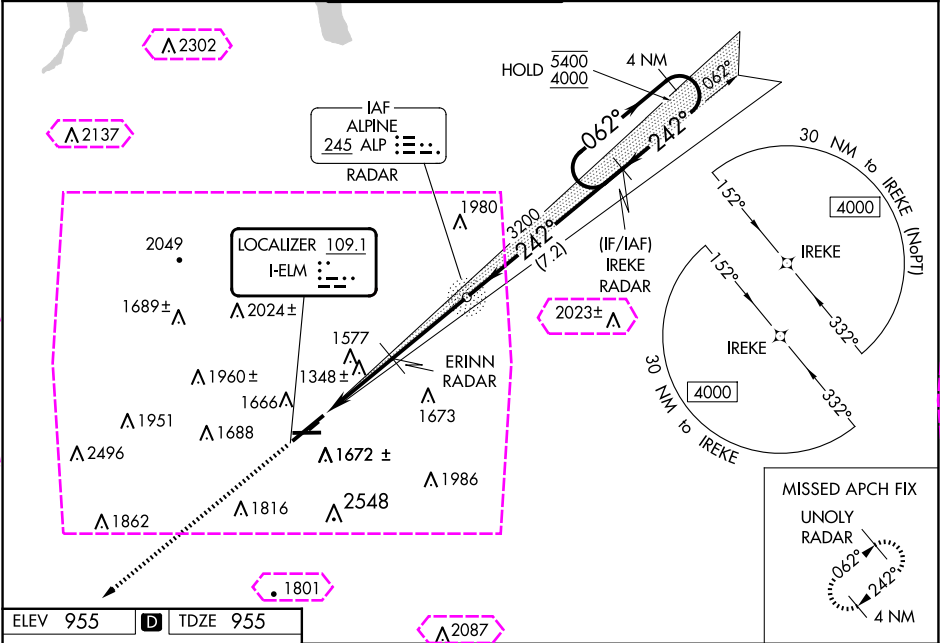 2302
2137
HOLD 5400
4000
4 NM
062°
062°
242°
IAF
ALPINE
245 ALP
RADAR
1980
3200
242°
(7.2)
(IF/IAF)
IREKE
RADAR
30 NM to IREKE (NoPT)
152°
4000
IREKE
332°
152°
IREKE
332°
4000
30 NM to IREKE
2049
LOCALIZER 109.1
I-ELM
1689±
2024±
2023±
1577
ERINN
RADAR
1960±
1348±
1666
1673
1951
1688
2496
1672 ±
1986
1816
2548
1862
MISSED APCH FIX
UNOLY
RADAR
062°
242°
4 NM
1801
ELEV 955 D TDZE 955
2087